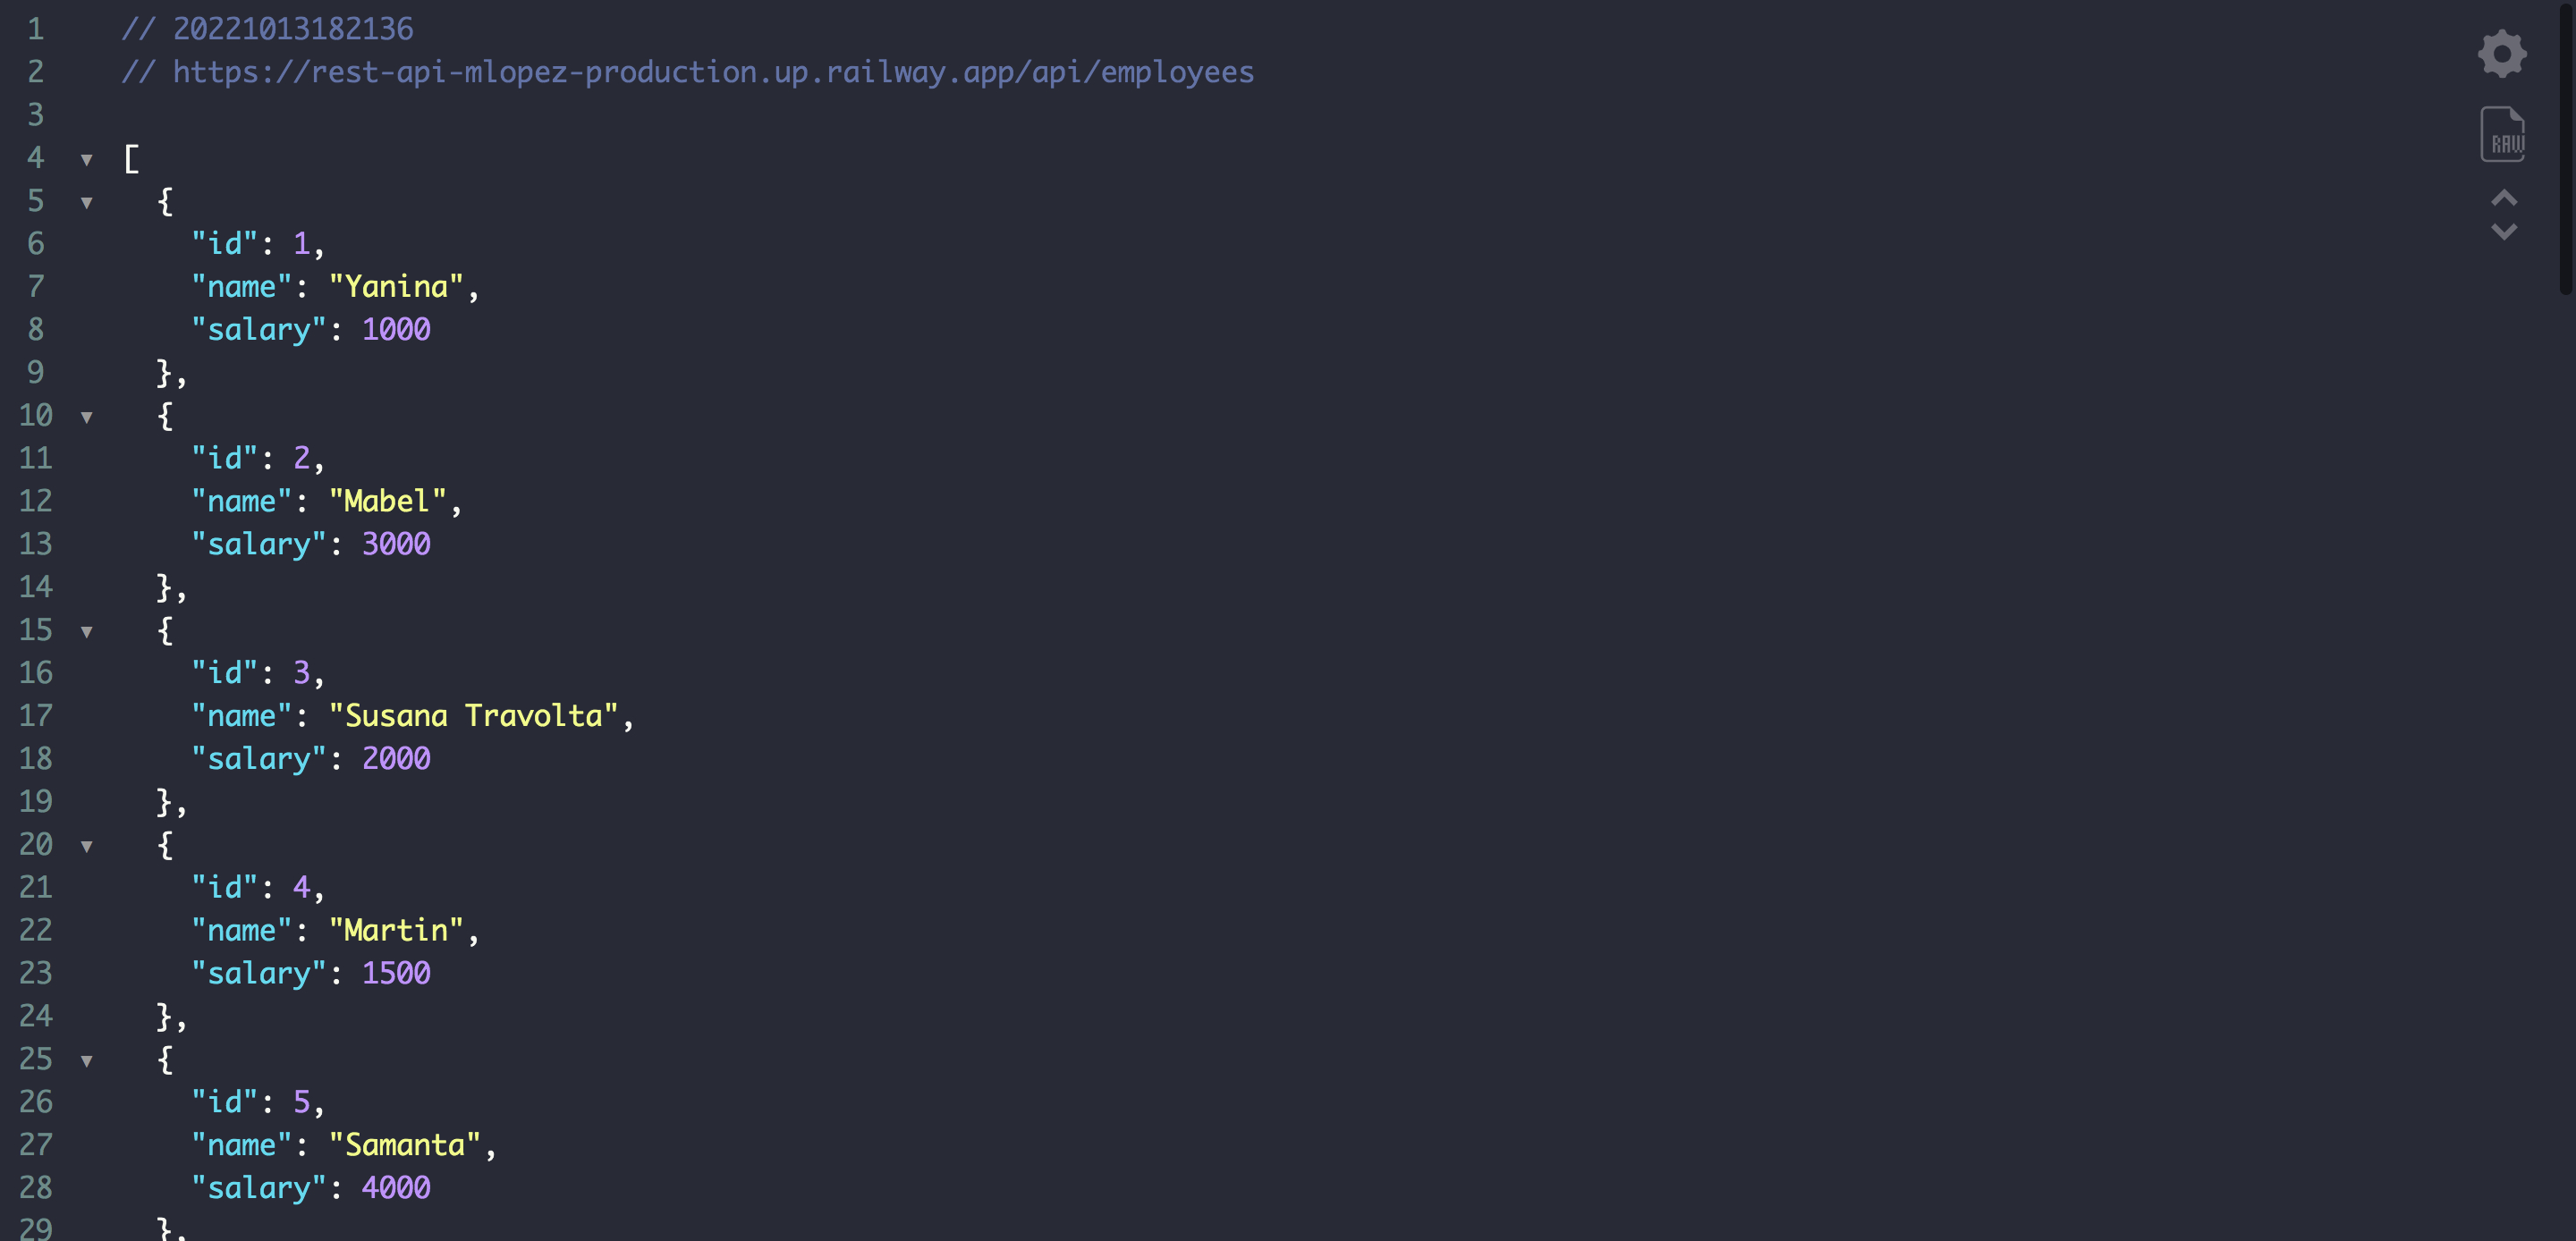 1 // 20221013182136
2 // https://rest-api-mlopez-production.up.railway.app/api/employees
3
4 [
5 {
6 "id": 1,
7 "name": "Yanina",
8 "salary": 1000
9 },
10 {
11 "id": 2,
12 "name": "Mabel",
13 "salary": 3000
14 },
15 {
16 "id": 3,
17 "name": "Susana Travolta",
18 "salary": 2000
19 },
20 {
21 "id": 4,
22 "name": "Martin",
23 "salary": 1500
24 },
25 {
26 "id": 5,
27 "name": "Samanta",
28 "salary": 4000
29 },
RAW